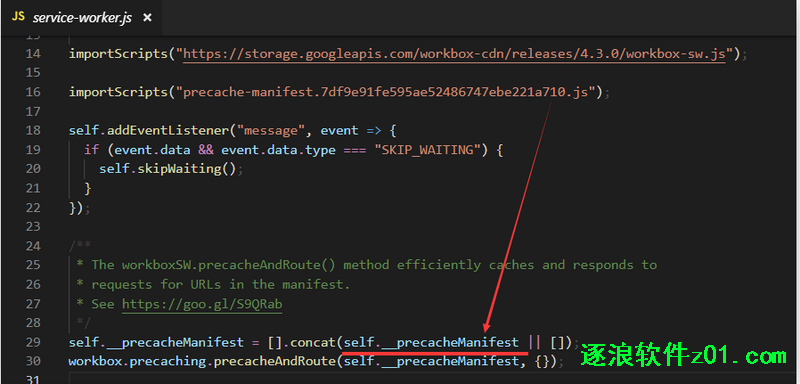 JS service-worker.js ×
13
14 importScripts("https://storage.googleapis.com/workbox-cdn/releases/4.3.0/workbox-sw.js");
15
16 importScripts("precache-manifest.7df9e91fe595ae52486747ebe221a710.js");
17
18 self.addEventListener("message", event => {
19   if (event.data && event.data.type === "SKIP_WAITING") {
20     self.skipWaiting();
21   }
22 });
23
24 /**
25  * The workboxSW.precacheAndRoute() method efficiently caches and responds to
26  * requests for URLs in the manifest.
27  * See https://goo.gl/S9QRab
28  */
29 self.__precacheManifest = [].concat(self.__precacheManifest || []);
30 workbox.precaching.precacheAndRoute(self.__precacheManifest, {});
31
逐浪软件z01.com